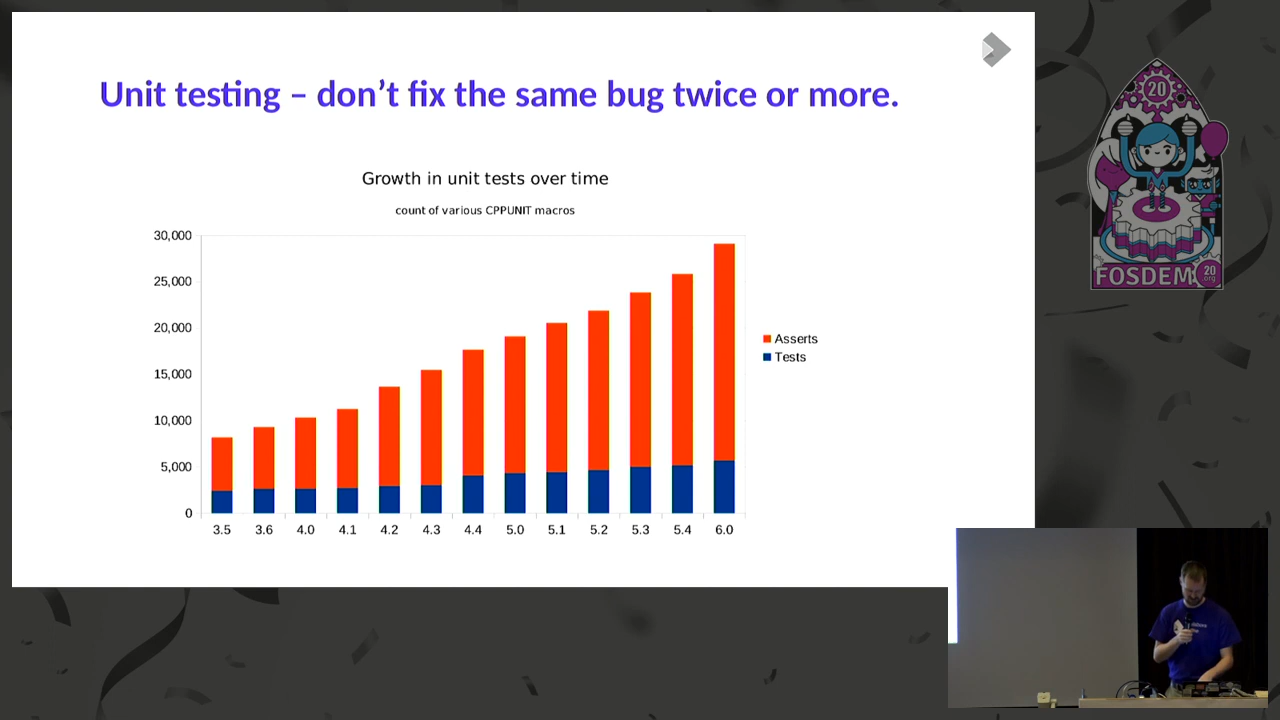 Unit testing – don’t fix the same bug twice or more.
Growth in unit tests over time
count of various CPPUNIT macros
30,000
25,000
20,000
15,000
10,000
5,000
0
3.5 3.6 4.0 4.1 4.2 4.3 4.4 5.0 5.1 5.2 5.3 5.4 6.0
Asserts
Tests
20
FOSDEM
20
org